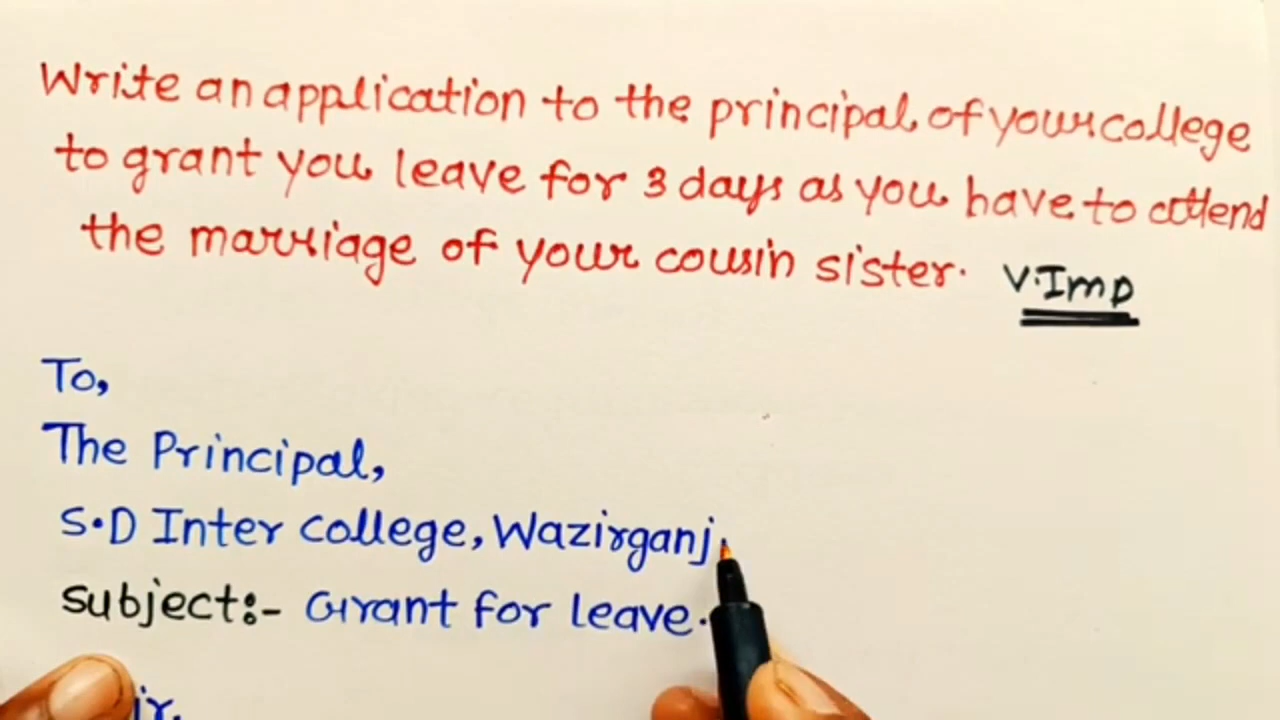 Write an application to the principal of your college
to grant you leave for 3 days as you have to attend
the marriage of your cousin sister.
V.Imp
To,
The Principal,
S.D Inter College, Wazirganj
Subject:- Grant for leave.